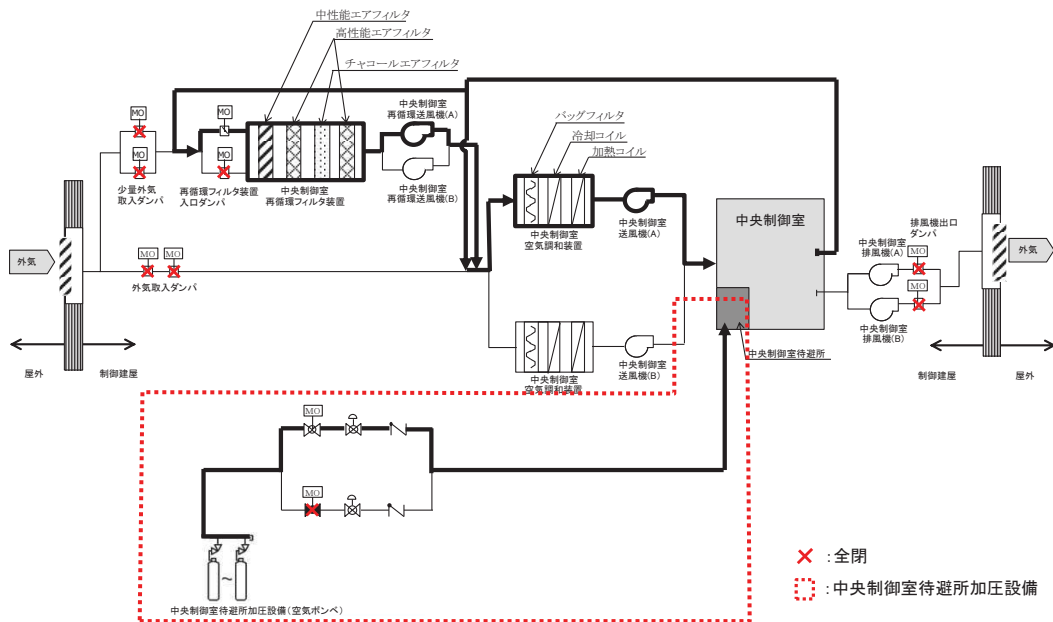 中性能エアフィルタ
高性能エアフィルタ
チャコールエアフィルタ
MO
MO
MO
MO
中央制御室
再循環送風機(A)
中央制御室
再循環送風機(B)
少量外気
取入ダンパ
再循環フィルタ装置
入口ダンパ
中央制御室
再循環フィルタ装置
バッグフィルタ
冷却コイル
加熱コイル
中央制御室
空気調和装置
中央制御室
送風機(A)
中央制御室
排風機出口
ダンパ
中央制御室
排風機(A)
MO
MO
中央制御室
排風機(B)
外気
MO
MO
外気取入ダンパ
外気
屋外
制御建屋
中央制御室
空気調和装置
中央制御室
送風機(B)
中央制御室待避所
制御建屋
屋外
MO
MO
～
中央制御室待避所加圧設備(空気ボンベ)
:全閉
:中央制御室待避所加圧設備